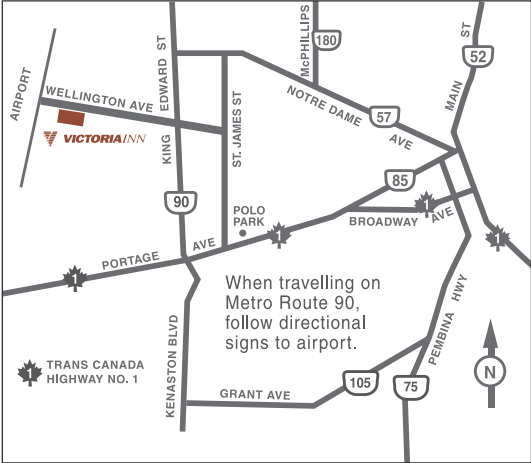 McPHILLIPS
180
ST
52
MAIN
AIRPORT
WELLINGTON AVE
EDWARD ST
KING
ST. JAMES ST
NOTRE DAME
AVE
57
VICTORIA INN
90
85
1
BROADWAY
AVE
POLO
PARK
1
1
PORTAGE
AVE
1
When travelling on
Metro Route 90,
follow directional
signs to airport.
KENASTON BLVD
PEMBINA HWY
1
TRANS CANADA
HIGHWAY NO. 1
GRANT AVE
105
75
N